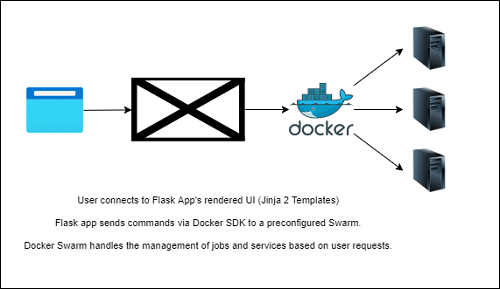 docker
User connects to Flask App's rendered UI (Jinja 2 Templates)
Flask app sends commands via Docker SDK to a preconfigured Swarm.
Docker Swarm handles the management of jobs and services based on user requests.